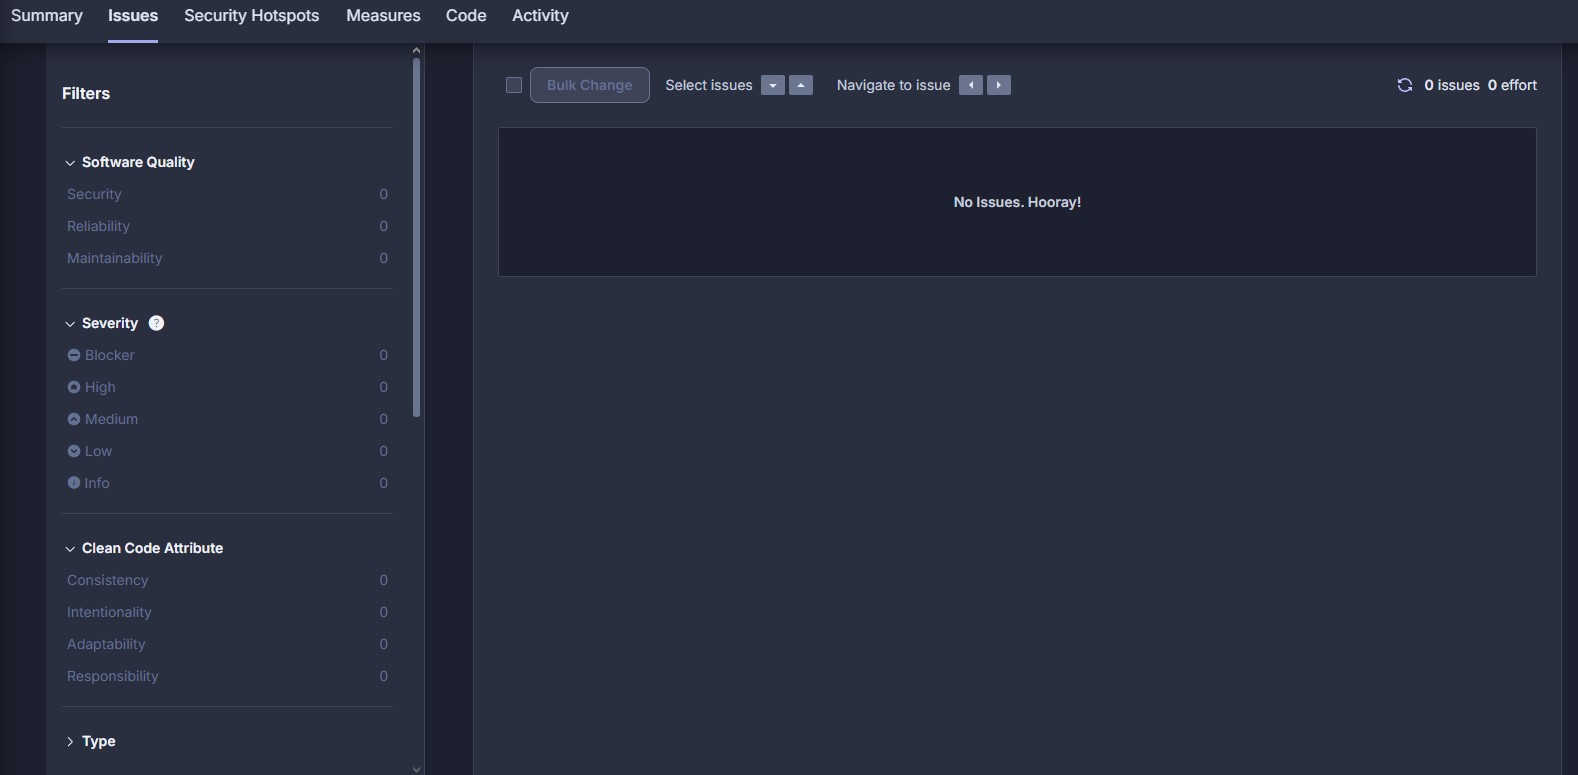 Summary Issues Security Hotspots Measures Code Activity
Filters
Software Quality
Security 0
Reliability 0
Maintainability 0
Severity ?
Blocker 0
High 0
Medium 0
Low 0
Info 0
Clean Code Attribute
Consistency 0
Intentionality 0
Adaptability 0
Responsibility 0
Type
Bulk Change Select issues Navigate to issue 0 issues 0 effort
No Issues. Hooray!